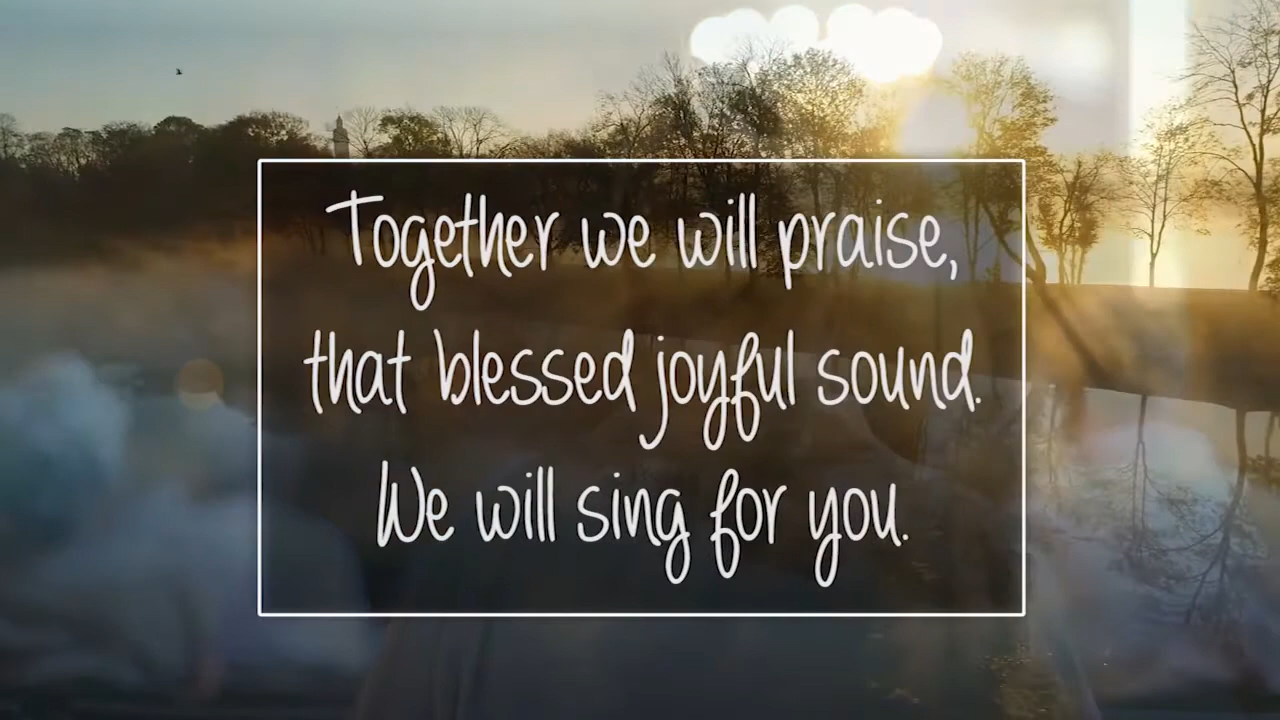 Together we will praise,
that blessed joyful sound.
We will sing for you.